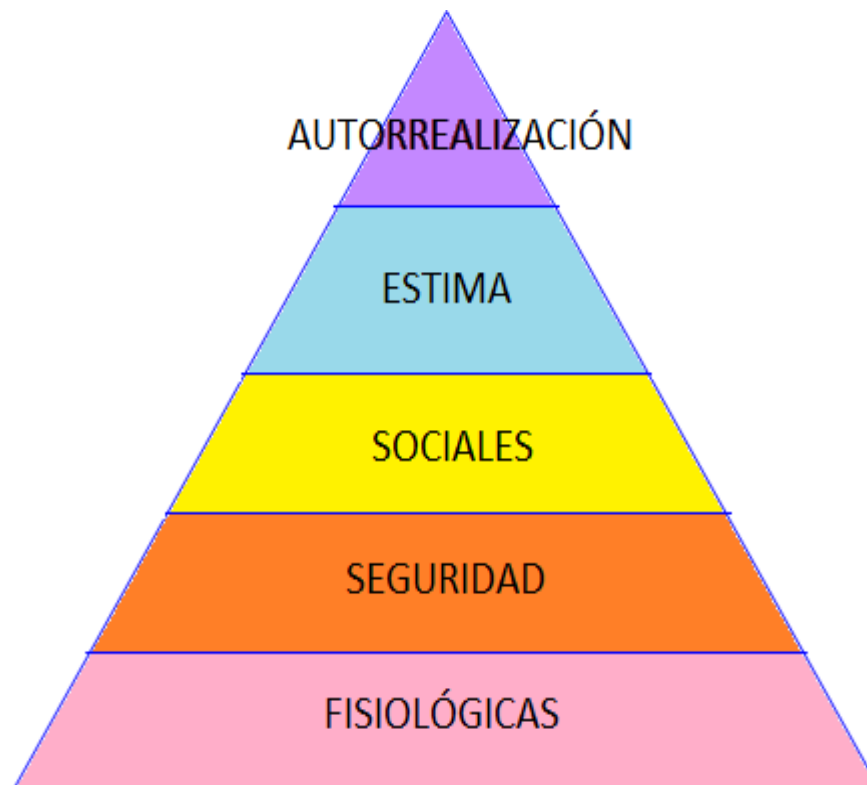 AUTORREALIZACIÓN
ESTIMA
SOCIALES
SEGURIDAD
FISIOLÓGICAS